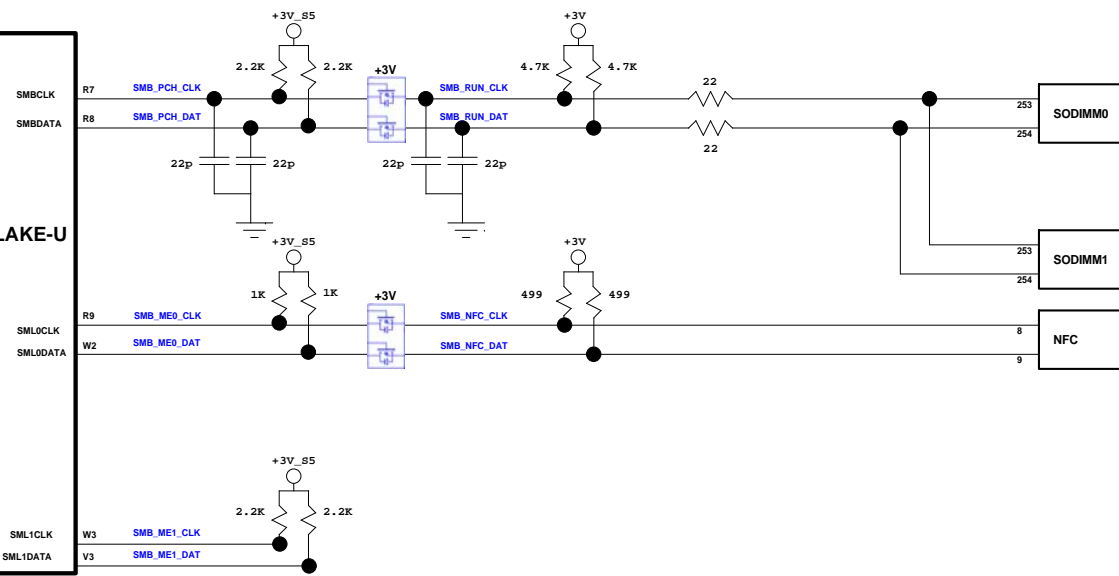 +3V_S5
+3V
2.2K 2.2K
+3V
4.7K 4.7K
22
SMBCLK R7 SMB_PCH_CLK SMB_RUN_CLK
253
SODIMM0
SMBDATA R8 SMB_PCH_DAT SMB_RUN_DAT
254
22
22p 22p 22p 22p
LAKE-U
+3V_S5
+3V
253
SODIMM1
254
1K 1K
+3V
499 499
SML0CLK R9 SMB_ME0_CLK SMB_NFC_CLK
8
NFC
SML0DATA W2 SMB_ME0_DAT SMB_NFC_DAT
9
+3V_S5
2.2K 2.2K
SML1CLK W3 SMB_ME1_CLK
SML1DATA V3 SMB_ME1_DAT